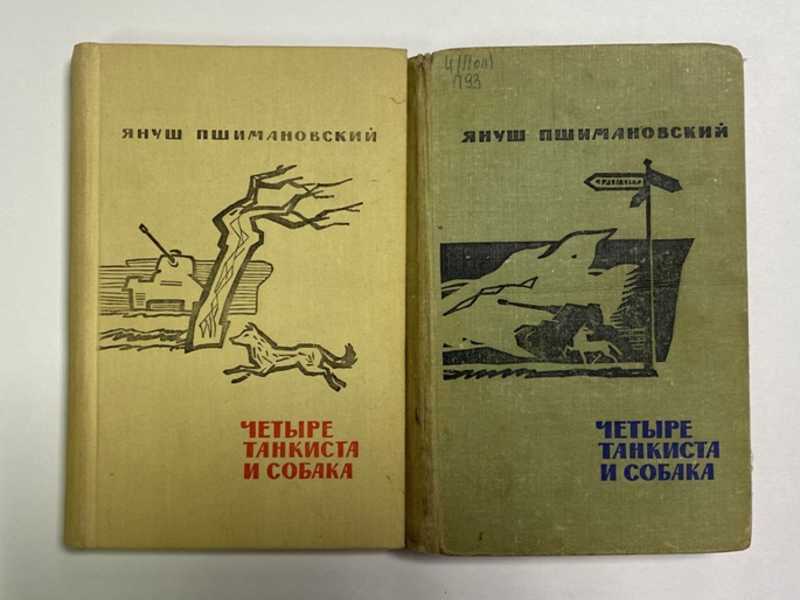 ЯНУШ ПШИМАНОВСКИЙ
ЧЕТЫРЕ
ТАНКИСТА
И СОБАКА
ЯНУШ ПШИМАНОВСКИЙ
ЧЕТЫРЕ
ТАНКИСТА
И СОБАКА